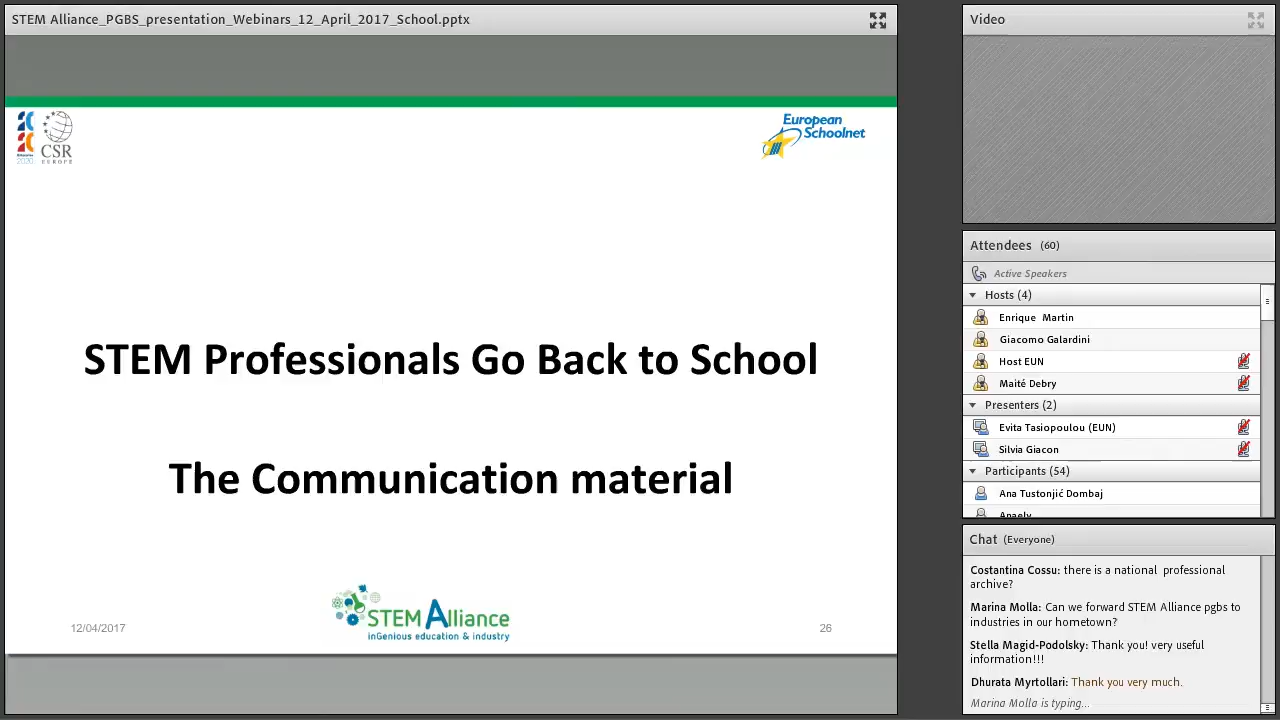 STEM Alliance_PGBS_presentation_Webinars_12_April_2017_School.pptx
CSR
EUROPE
European
Schoolnet
STEM Professionals Go Back to School
The Communication material
STEM Alliance
inGenious education & industry
12/04/2017
26
Video
Attendees (60)
Active Speakers
Hosts (4)
Enrique Martin
Giacomo Galardini
Host EUN
Maité Debry
Presenters (2)
Evita Tasiopoulou (EUN)
Silvia Giacon
Participants (54)
Ana Tustonjić Dombaj
Anaely
Chat (Everyone)
Costantina Cossu: there is a national professional
archive?
Marina Molla: Can we forward STEM Alliance pgbs to
industries in our hometown?
Stella Magid-Podolsky: Thank you! very useful
information!!!
Dhurata Myrtollari: Thank you very much.
Marina Molla is typing...